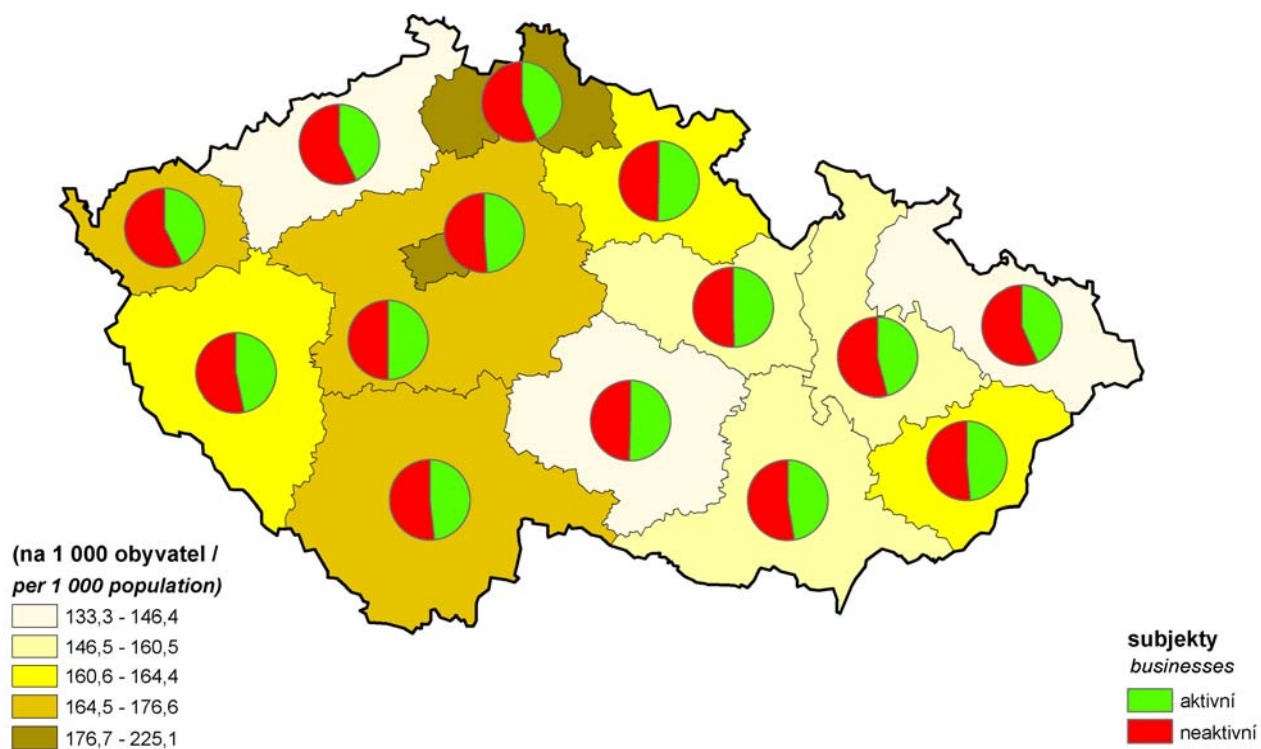 (na 1 000 obyvatel /
per 1 000 population)
133,3 - 146,4
146,5 - 160,5
160,6 - 164,4
164,5 - 176,6
176,7 - 225,1
subjekty
businesses
aktivní
neaktivní